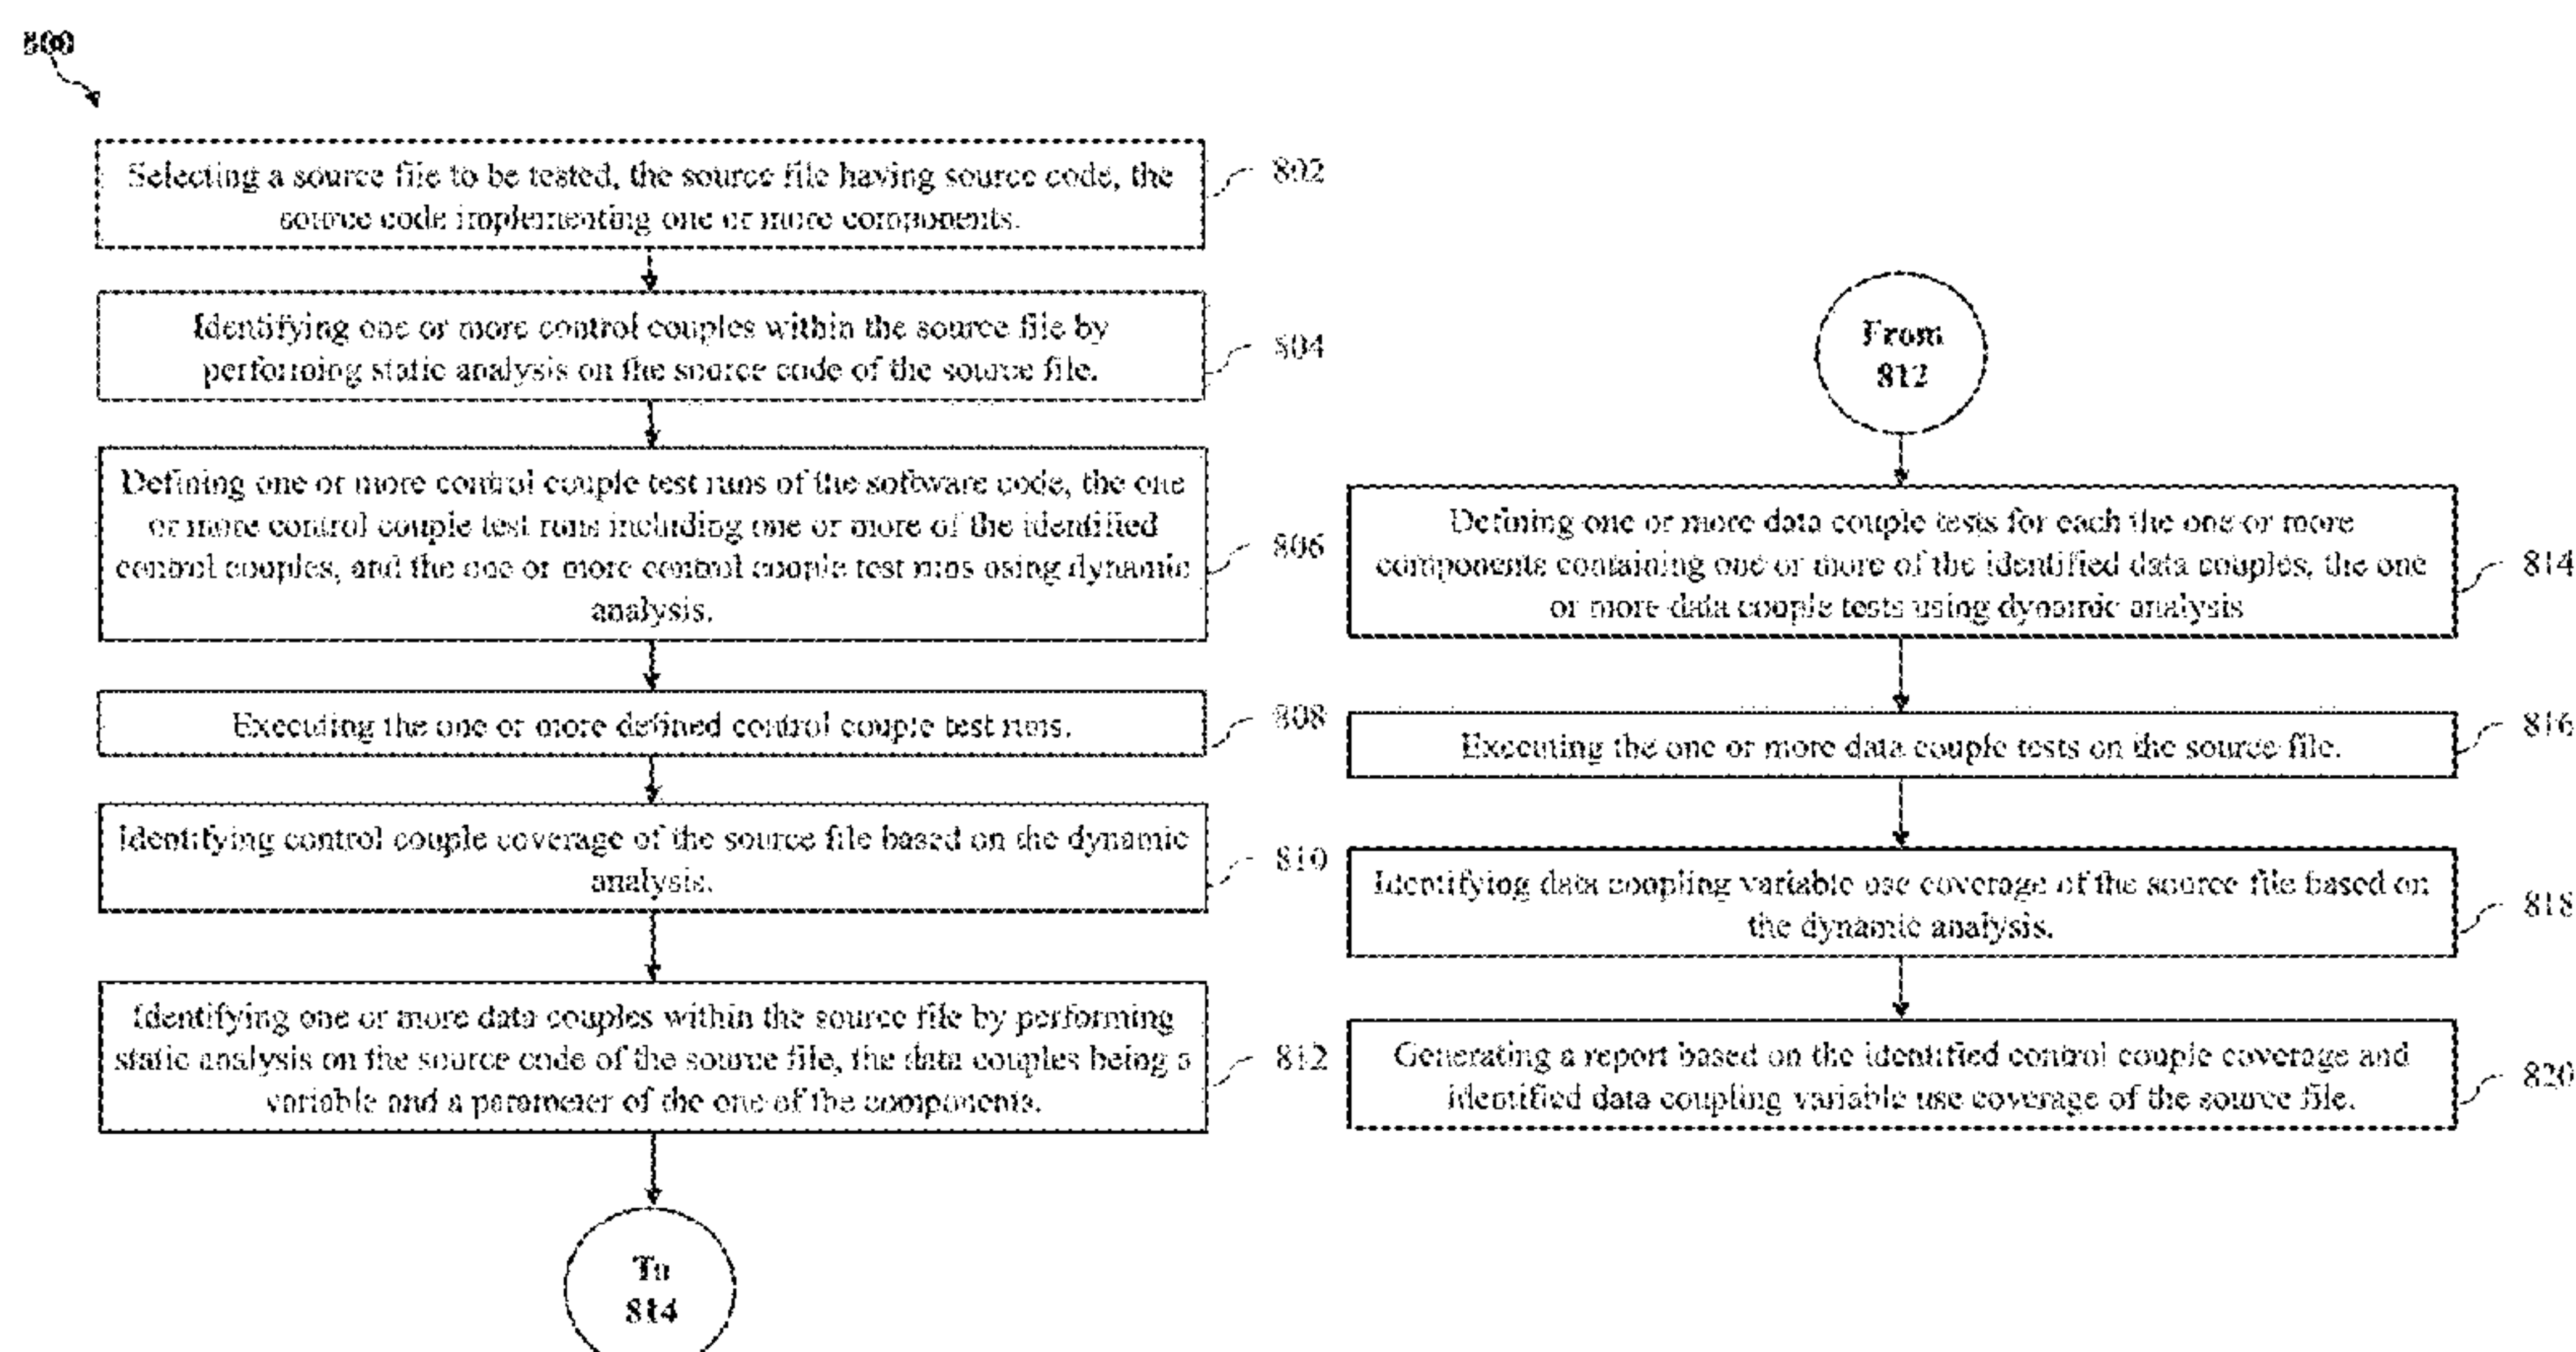 800
Selecting a source file to be tested, the source file having source code, the
source code implementing one or more components.
802
Identifying one or more control couples within the source file by
performing static analysis on the source code of the source file.
804
Defining one or more control couple test runs of the software code, the one
or more control couple test runs including one or more of the identified
control couples, and the one or more control couple test runs using dynamic
analysis.
806
Executing the one or more defined control couple test runs.
808
Identifying control couple coverage of the source file based on the dynamic
analysis.
810
Identifying one or more data couples within the source file by performing
static analysis on the source code of the source file, the data couples being a
variable and a parameter of the one of the components.
812
To
814
From
812
Defining one or more data couple tests for each the one or more
components containing one or more of the identified data couples, the one
or more data couple tests using dynamic analysis
814
Executing the one or more data couple tests on the source file.
816
Identifying data coupling variable use coverage of the source file based on
the dynamic analysis.
818
Generating a report based on the identified control couple coverage and
identified data coupling variable use coverage of the source file.
820